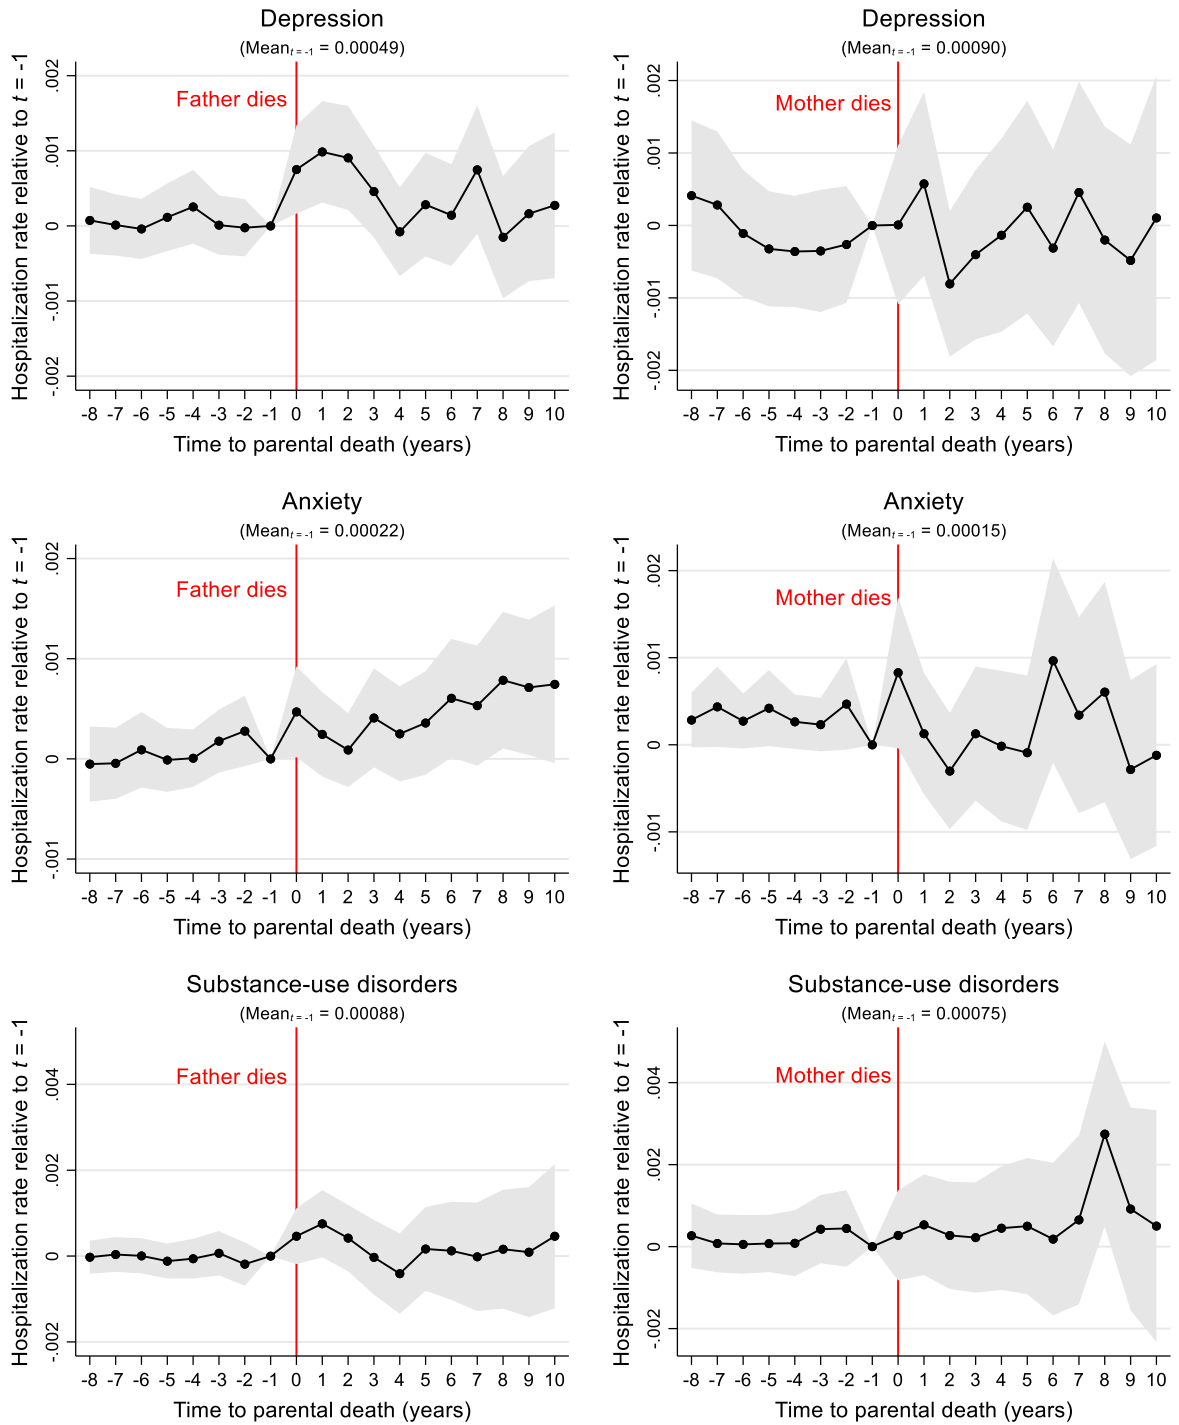 Depression
(Meant = -1 = 0.00049)
Hospitalization rate relative to t = -1
.002
.001
0
-.001
-.002
Father dies
-8 -7 -6 -5 -4 -3 -2 -1 0 1 2 3 4 5 6 7 8 9 10
Time to parental death (years)
Depression
(Meant = -1 = 0.00090)
Hospitalization rate relative to t = -1
.002
.001
0
-.001
-.002
Mother dies
-8 -7 -6 -5 -4 -3 -2 -1 0 1 2 3 4 5 6 7 8 9 10
Time to parental death (years)
Anxiety
(Meant = -1 = 0.00022)
Hospitalization rate relative to t = -1
.002
.001
0
-.001
Father dies
-8 -7 -6 -5 -4 -3 -2 -1 0 1 2 3 4 5 6 7 8 9 10
Time to parental death (years)
Anxiety
(Meant = -1 = 0.00015)
Hospitalization rate relative to t = -1
.002
.001
0
-.001
Mother dies
-8 -7 -6 -5 -4 -3 -2 -1 0 1 2 3 4 5 6 7 8 9 10
Time to parental death (years)
Substance-use disorders
(Meant = -1 = 0.00088)
Hospitalization rate relative to t = -1
.004
.002
0
-.002
Father dies
-8 -7 -6 -5 -4 -3 -2 -1 0 1 2 3 4 5 6 7 8 9 10
Time to parental death (years)
Substance-use disorders
(Meant = -1 = 0.00075)
Hospitalization rate relative to t = -1
.004
.002
0
-.002
Mother dies
-8 -7 -6 -5 -4 -3 -2 -1 0 1 2 3 4 5 6 7 8 9 10
Time to parental death (years)